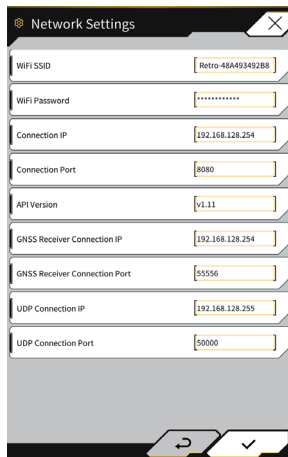 Network Settings
WiFi SSID Retro-48A493492B8
WiFi Password ************
Connection IP 192.168.128.254
Connection Port 8080
API Version v1.11
GNSS Receiver Connection IP 192.168.128.254
GNSS Receiver Connection Port 55556
UDP Connection IP 192.168.128.255
UDP Connection Port 50000